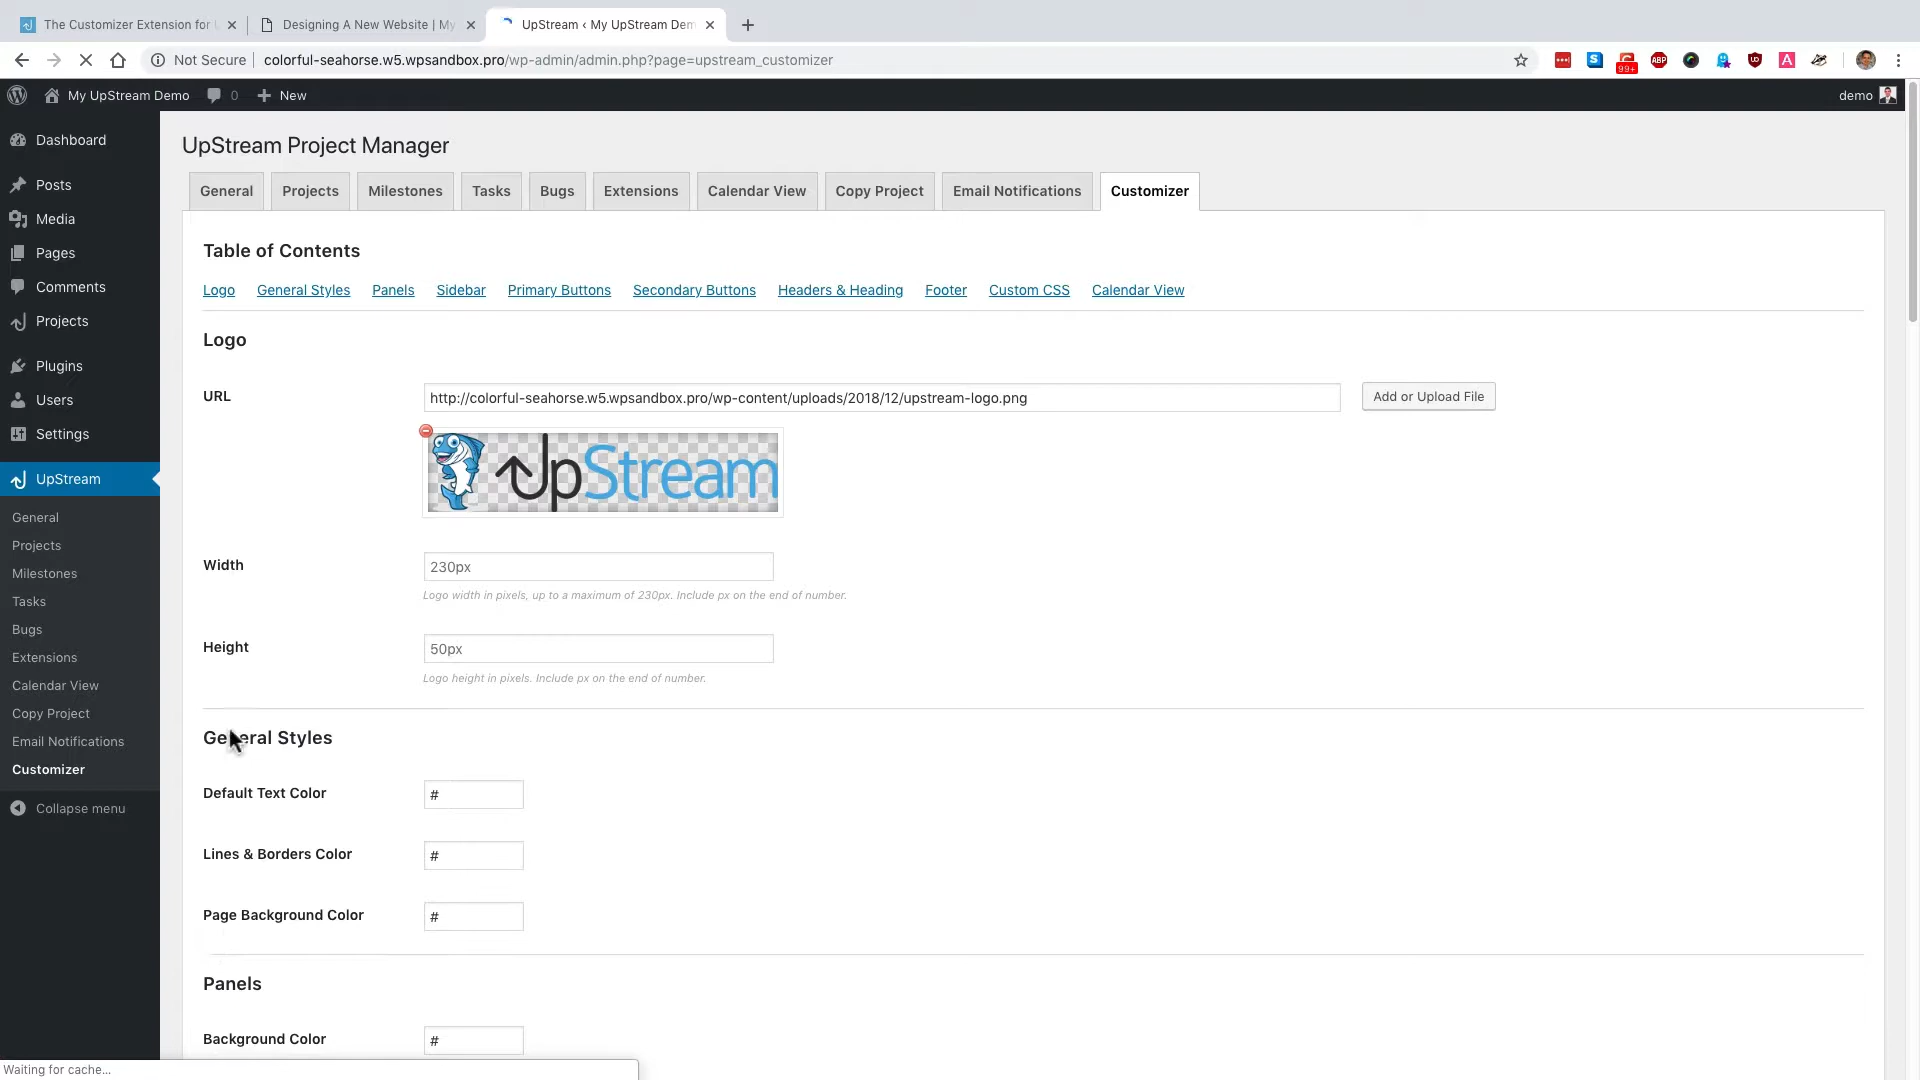 The Customizer Extension for U
Designing A New Website | My
UpStream ‹ My UpStream Dem
Not Secure
colorful-seahorse.w5.wpsandbox.pro/wp-admin/admin.php?page=upstream_customizer
99+
ABP
My UpStream Demo
0
New
demo
Dashboard
Posts
Media
Pages
Comments
Projects
Plugins
Users
Settings
UpStream
General
Projects
Milestones
Tasks
Bugs
Extensions
Calendar View
Copy Project
Email Notifications
Customizer
Collapse menu
UpStream Project Manager
General Projects Milestones Tasks Bugs Extensions Calendar View Copy Project Email Notifications Customizer
Table of Contents
Logo General Styles Panels Sidebar Primary Buttons Secondary Buttons Headers & Heading Footer Custom CSS Calendar View
Logo
URL
http://colorful-seahorse.w5.wpsandbox.pro/wp-content/uploads/2018/12/upstream-logo.png
Add or Upload File
UpStream
Width
230px
Logo width in pixels, up to a maximum of 230px. Include px on the end of number.
Height
50px
Logo height in pixels. Include px on the end of number.
General Styles
Default Text Color
#
Lines & Borders Color
#
Page Background Color
#
Panels
Background Color
#
Waiting for cache...